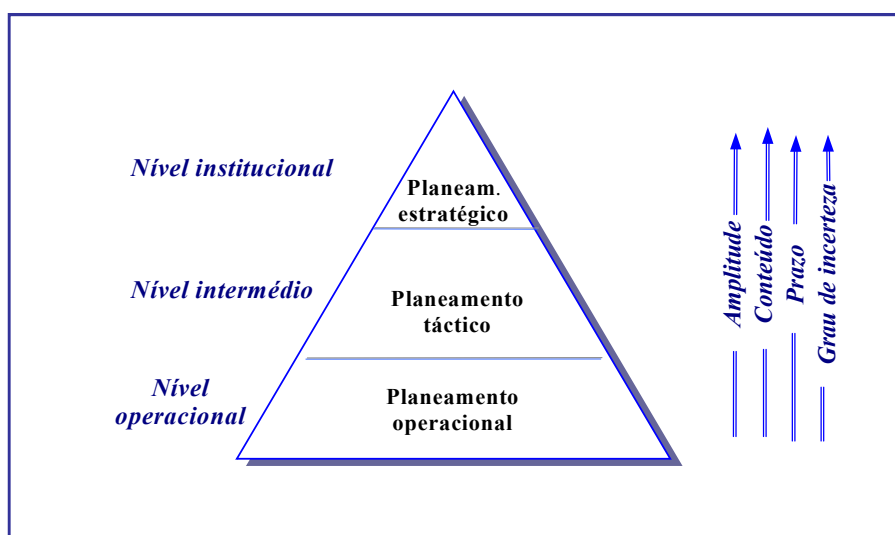 Nível institucional
Planeam.
estratégico
Nível intermédio
Planeamento
táctico
Nível
operacional
Planeamento
operacional
Amplitude
Conteúdo
Prazo
Grau de incerteza